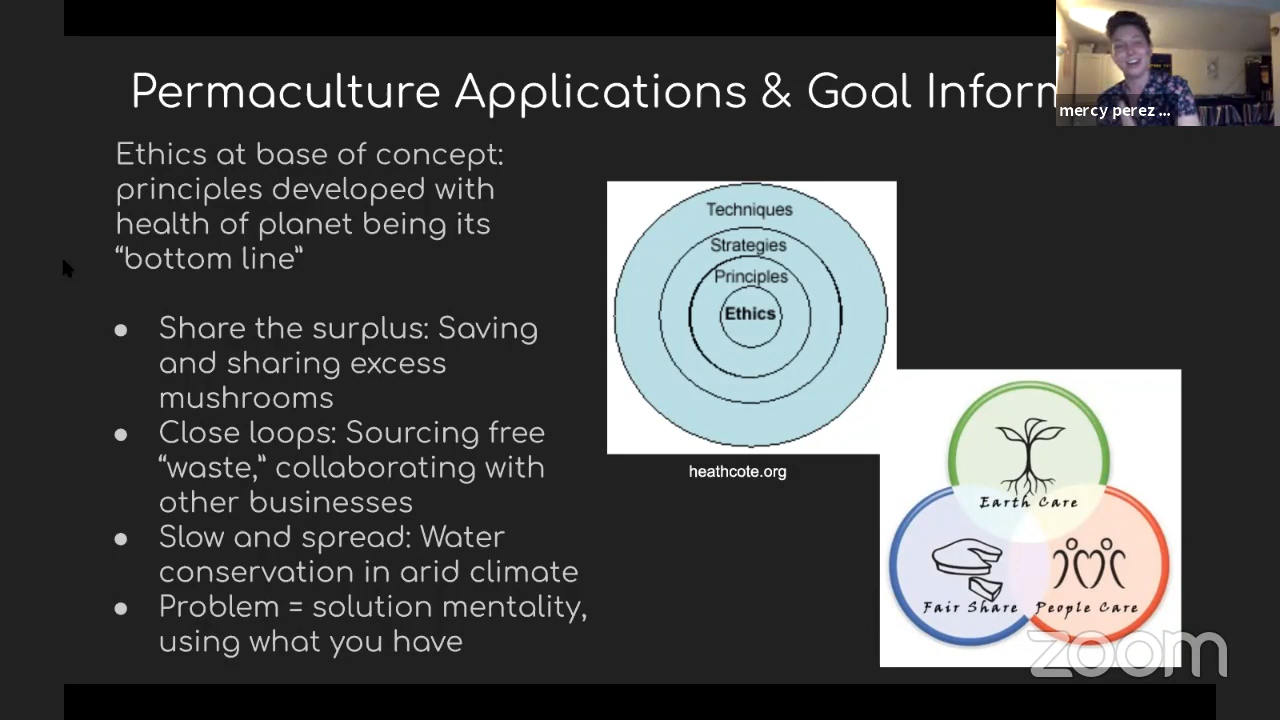 Permaculture Applications & Goal Inform
mercy perez ...
Ethics at base of concept:
principles developed with
health of planet being its
“bottom line”
● Share the surplus: Saving
and sharing excess
mushrooms
● Close loops: Sourcing free
“waste,” collaborating with
other businesses
● Slow and spread: Water
conservation in arid climate
● Problem = solution mentality,
using what you have
Techniques
Strategies
Principles
Ethics
heathcote.org
Earth Care
Fair Share
People Care
zoom